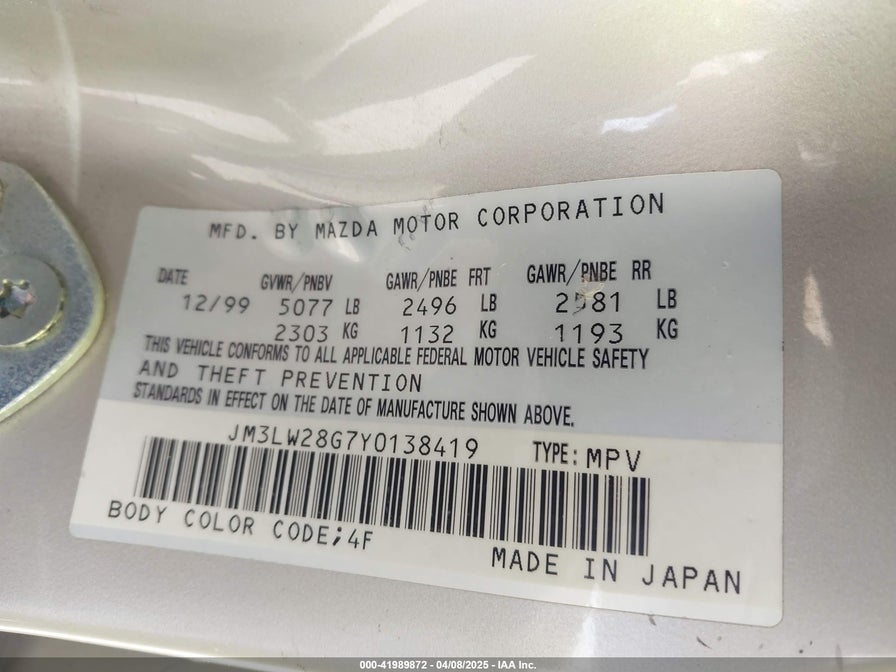 MFD. BY MAZDA MOTOR CORPORATION
DATE GVWR/PNBV GAWR/PNBE FRT GAWR/PNBE RR
12/99 5077 LB 2496 LB 2581 LB
2303 KG 1132 KG 1193 KG
THIS VEHICLE CONFORMS TO ALL APPLICABLE FEDERAL MOTOR VEHICLE SAFETY
AND THEFT PREVENTION
STANDARDS IN EFFECT ON THE DATE OF MANUFACTURE SHOWN ABOVE.
JM3LW28G7Y0138419 TYPE: MPV
BODY COLOR CODE;4F
MADE IN JAPAN
000-41989872 - 04/08/2025 - IAA Inc.